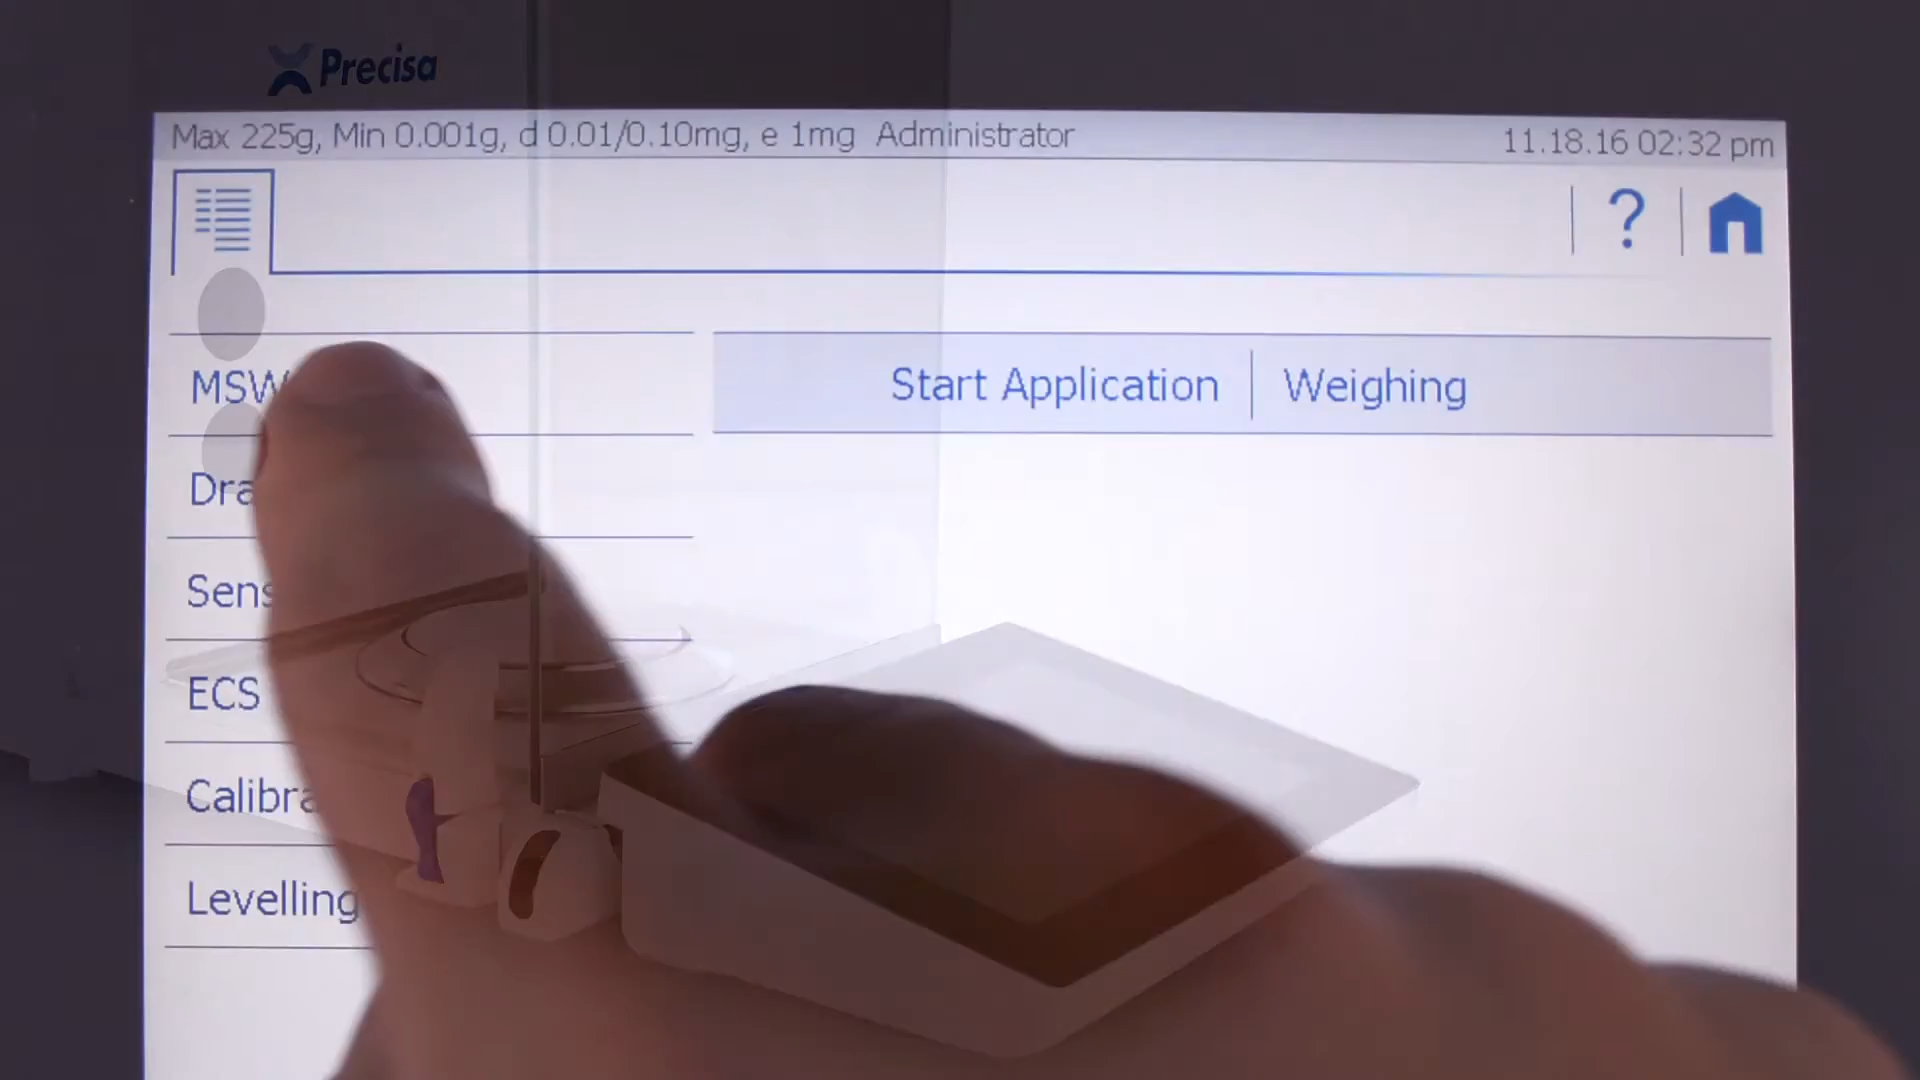 Precisa
Max 225g, Min 0.001g, d 0.01/0.10mg, e 1mg Administrator
11.18.16 02:32 pm
?
MSW
Start Application
Weighing
ECS
Levelling